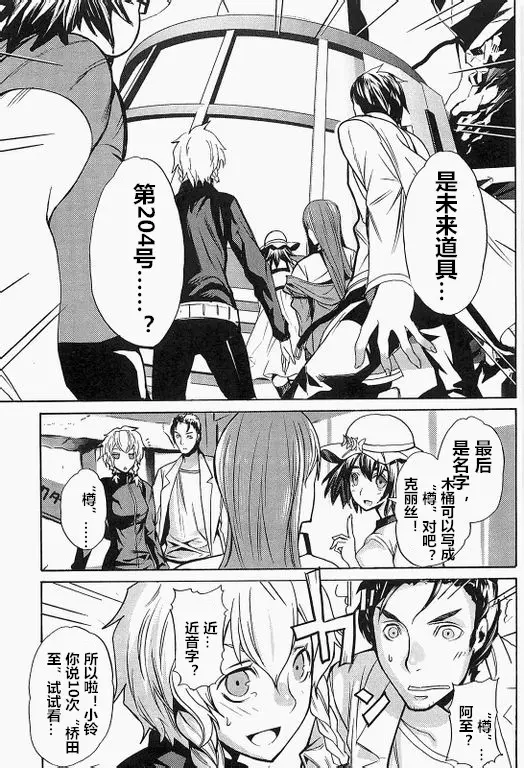 是未来道具…
第204号……？
最后
是名字，
木桶可以写成
“樽”对吧？
克丽丝！
“樽”……
“樽”
阿至？
近…
近音字？
所以啦！小铃
你说10次“桥田
至”试试看…